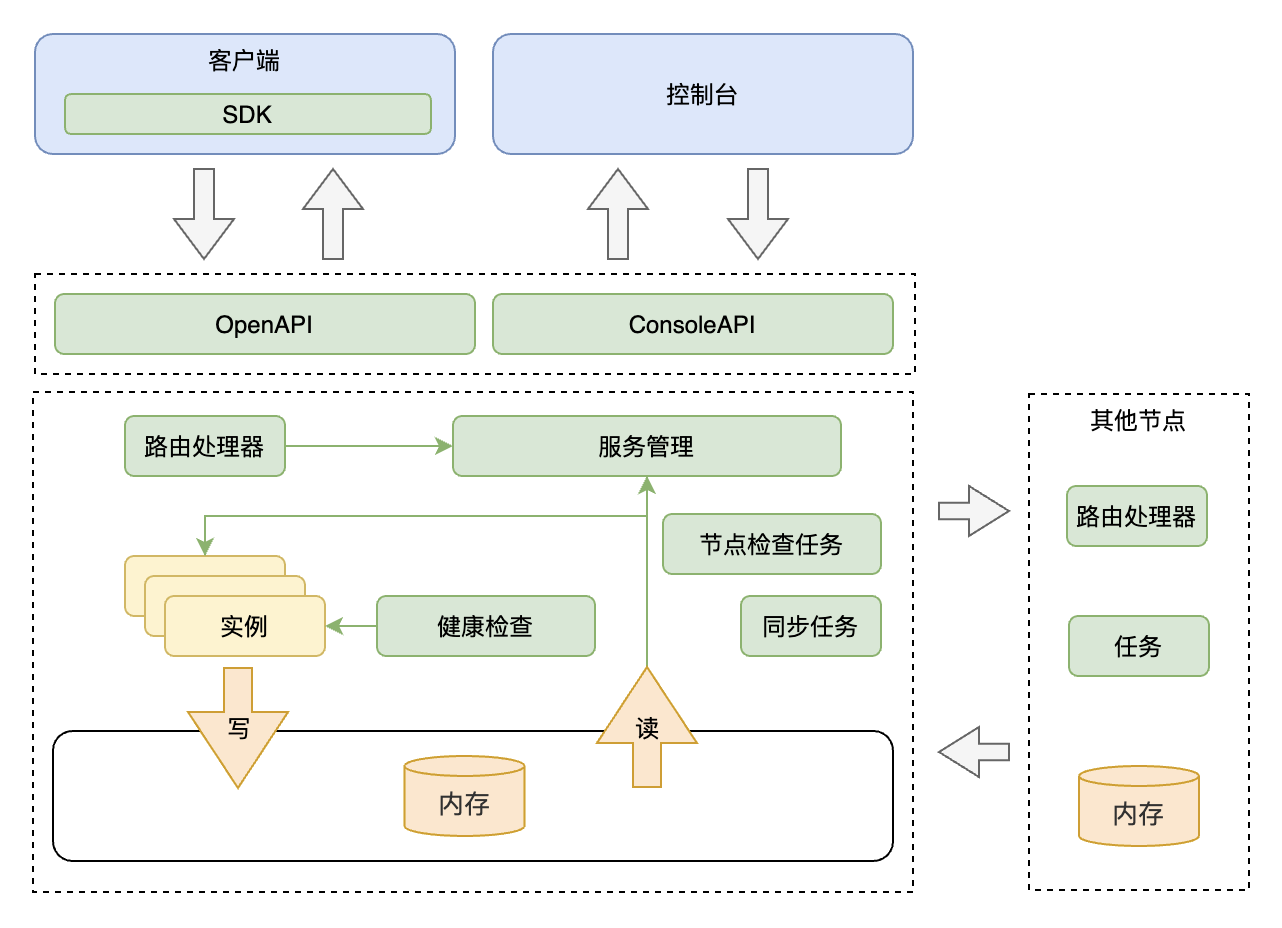 客户端
SDK
控制台
OpenAPI
ConsoleAPI
路由处理器
服务管理
节点检查任务
实例
健康检查
同步任务
写
读
内存
其他节点
路由处理器
任务
内存